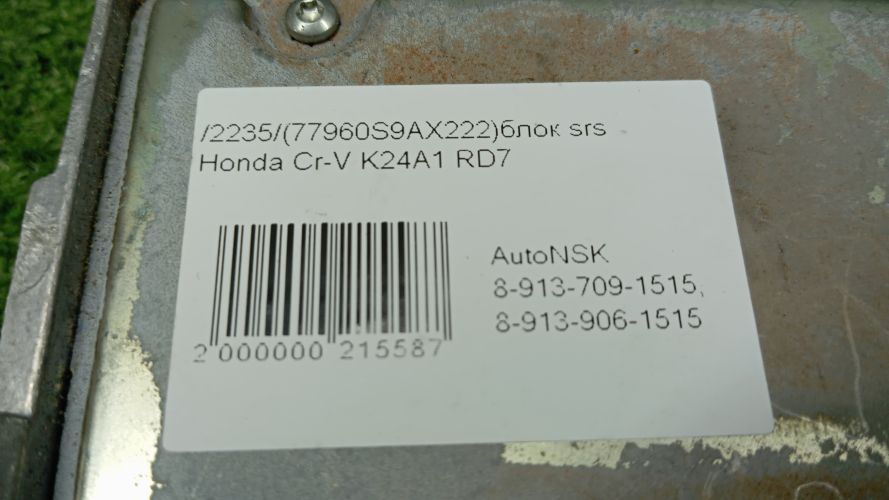 /2235/(77960S9AX222)блок srs
Honda Cr-V K24A1 RD7
AutoNSK
8-913-709-1515,
8-913-906-1515
2 000000 215587